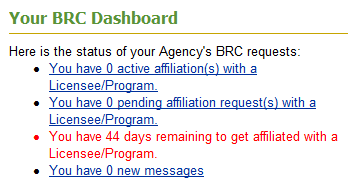 Your BRC Dashboard
Here is the status of your Agency's BRC requests:
You have 0 active affiliation(s) with a
Licensee/Program.
You have 0 pending affiliation request(s) with a
Licensee/Program.
You have 44 days remaining to get affiliated with a
Licensee/Program.
You have 0 new messages